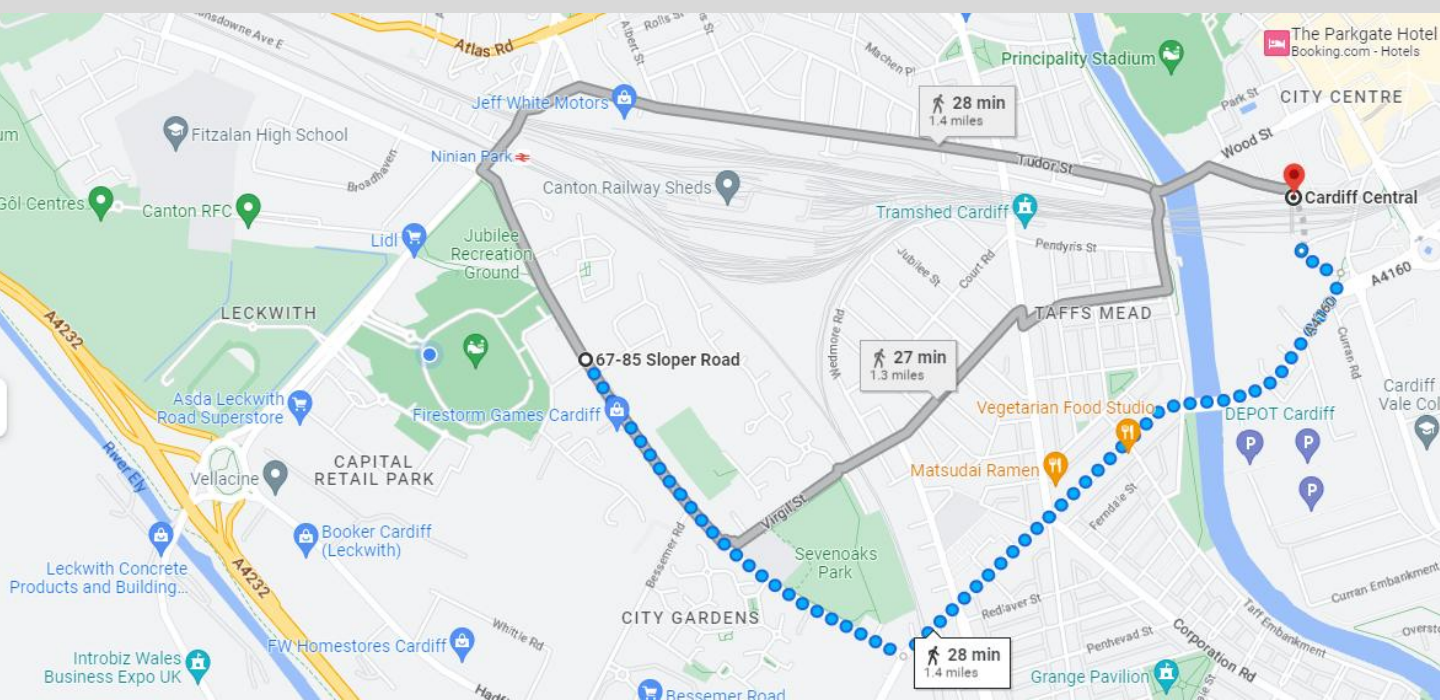 Atlas Rd
Rolls St
Albert St
Machen Pl
Principality Stadium
The Parkgate Hotel
Booking.com - Hotels
CITY CENTRE
Park St
Wood St
Jeff White Motors
28 min
1.4 miles
Fitzalan High School
Ninian Park
Broadhaven
Tudor St
Canton Railway Sheds
Gôl Centres
Canton RFC
Tramshed Cardiff
Cardiff Central
Lidl
Jubilee
Recreation
Ground
Jubilee St
Court Rd
Pendyris St
A4160
LECKWITH
A4232
TAFFS MEAD
A4160
Curran Rd
Wedmore Rd
67-85 Sloper Road
27 min
1.3 miles
Asda Leckwith
Road Superstore
Firestorm Games Cardiff
Vegetarian Food Studio
DEPOT Cardiff
Cardiff
Vale Col
River Ely
Vellacine
CAPITAL
RETAIL PARK
Matsudai Ramen
P
P
P
Virgil St
Ferndale St
Booker Cardiff
(Leckwith)
Bessemer Rd
Sevenoaks
Park
Leckwith Concrete
Products and Building...
A4232
CITY GARDENS
Redlaver St
Curran Embankment
Taff Embankment
Whittle Rd
FW Homestores Cardiff
28 min
1.4 miles
Penhevad St
Corporation Rd
Introbiz Wales
Business Expo UK
Grange Pavilion
Bessemer Road